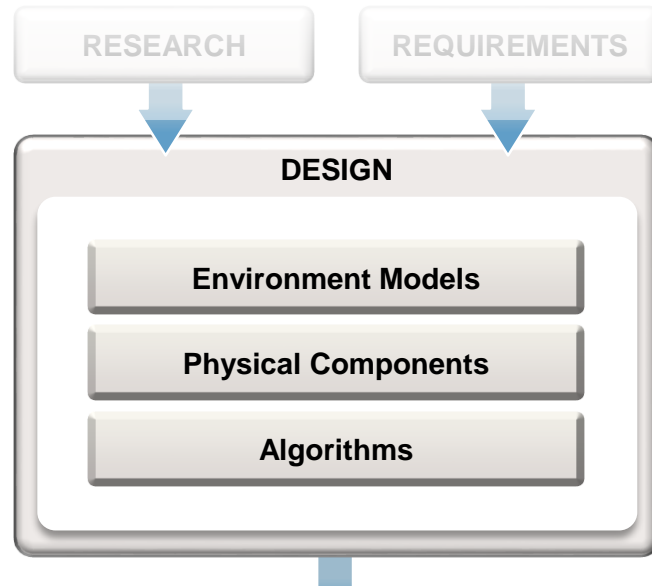 RESEARCH
REQUIREMENTS
DESIGN
Environment Models
Physical Components
Algorithms